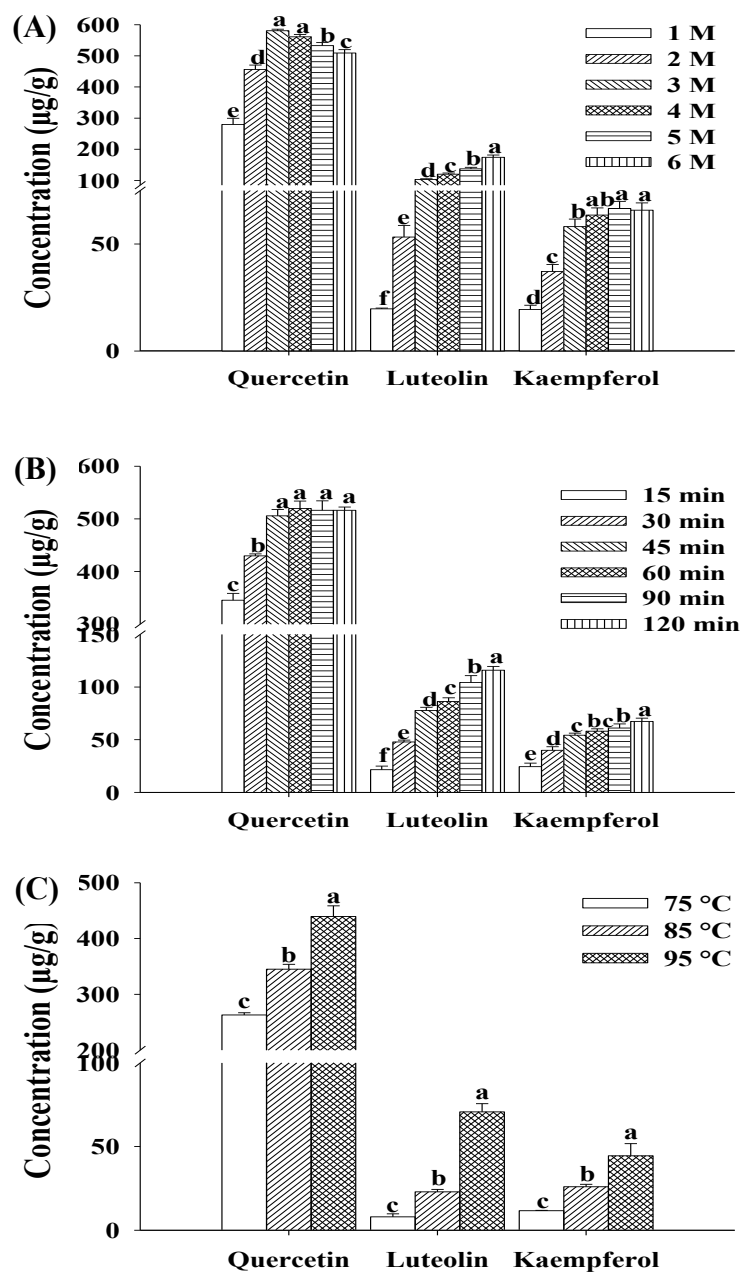 (A)
Concentration (µg/g)
600
500
400
300
200
100
50
0
e
d
a
a
b
c
f
e
d
c
b
a
d
c
b
ab
a
a
1 M
2 M
3 M
4 M
5 M
6 M
Quercetin Luteolin Kaempferol
(B)
Concentration (µg/g)
600
500
400
300
150
100
50
0
c
b
a
a
a
a
f
e
d
c
b
a
e
d
c
bc
b
a
15 min
30 min
45 min
60 min
90 min
120 min
Quercetin Luteolin Kaempferol
(C)
Concentration (µg/g)
500
400
300
200
100
50
0
c
b
a
c
b
a
c
b
a
75 °C
85 °C
95 °C
Quercetin Luteolin Kaempferol